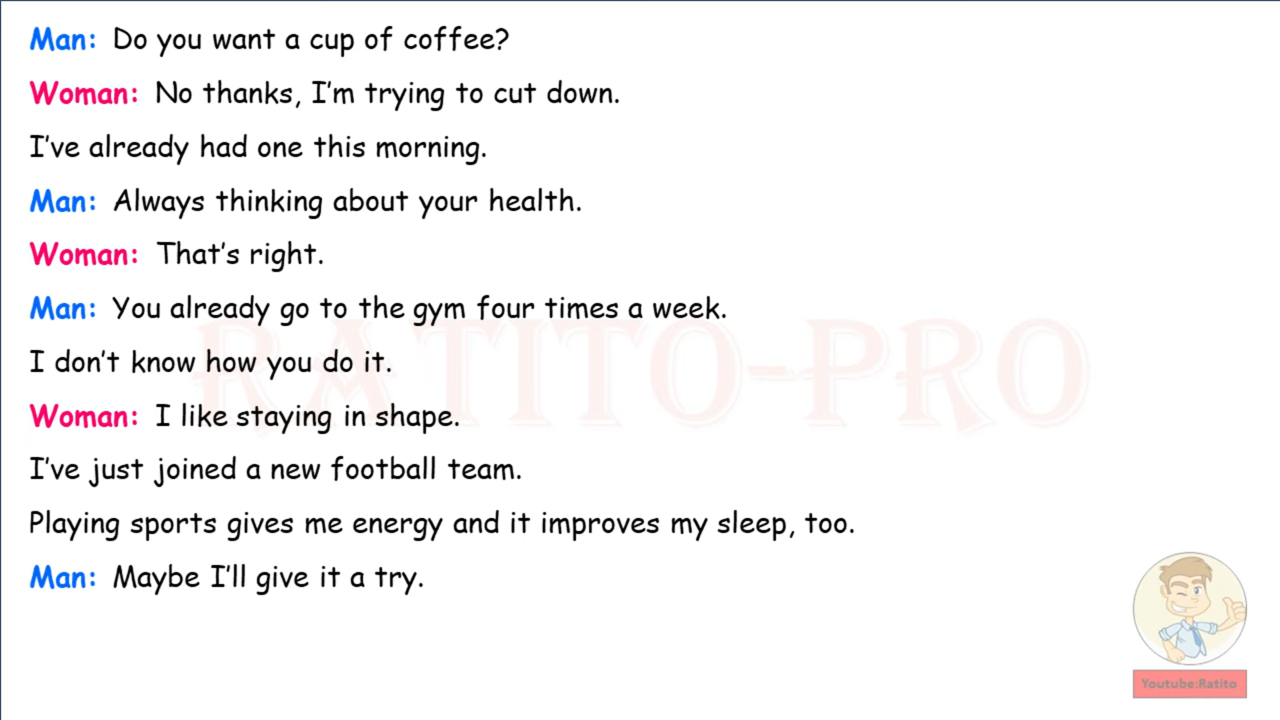 Man: Do you want a cup of coffee?
Woman: No thanks, I'm trying to cut down.
I've already had one this morning.
Man: Always thinking about your health.
Woman: That's right.
Man: You already go to the gym four times a week.
I don't know how you do it.
Woman: I like staying in shape.
I've just joined a new football team.
Playing sports gives me energy and it improves my sleep, too.
Man: Maybe I'll give it a try.
RATITO-PRO
Youtube:Ratito